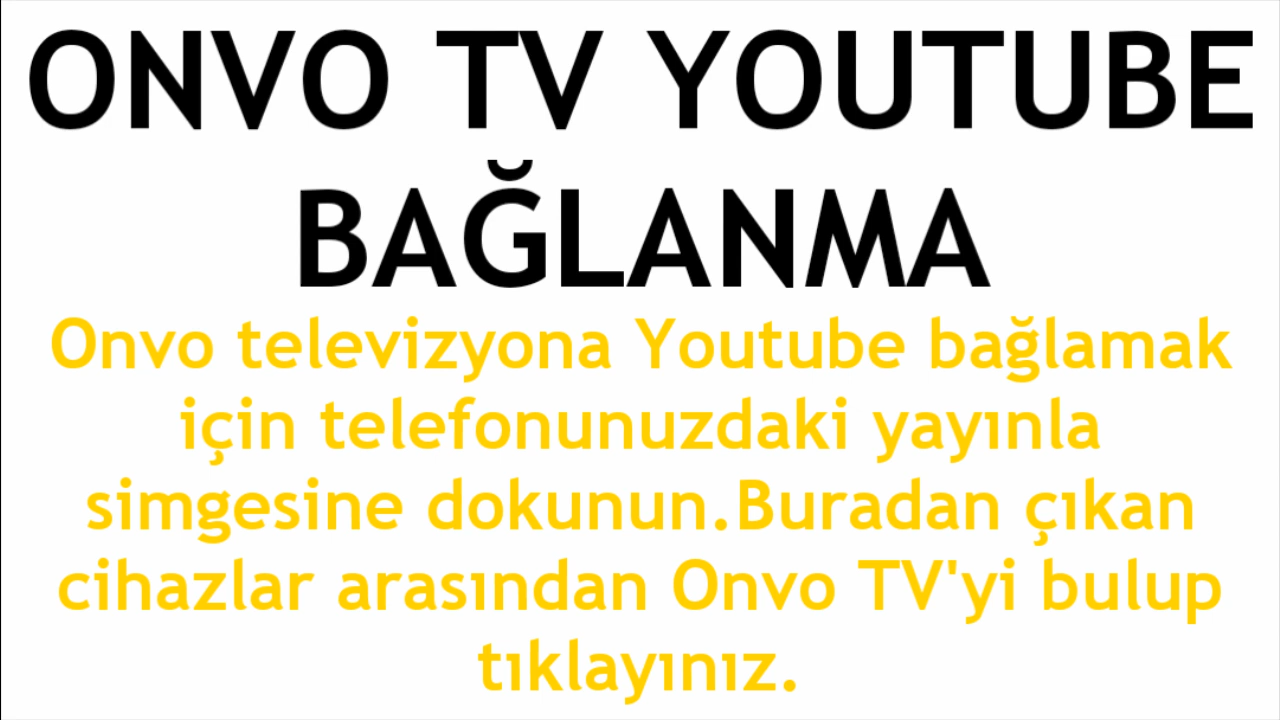 ONVO TV YOUTUBE
BAĞLANMA
Onvo televizyona Youtube bağlamak
için telefonunuzdaki yayınla
simgesine dokunun.Buradan çıkan
cihazlar arasından Onvo TV'yi bulup
tıklayınız.